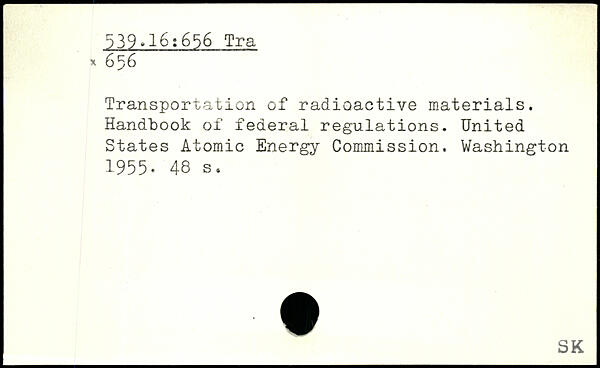 539.16:656 Tra
x 656
Transportation of radioactive materials.
Handbook of federal regulations. United
States Atomic Energy Commission. Washington
1955. 48 s.
SK